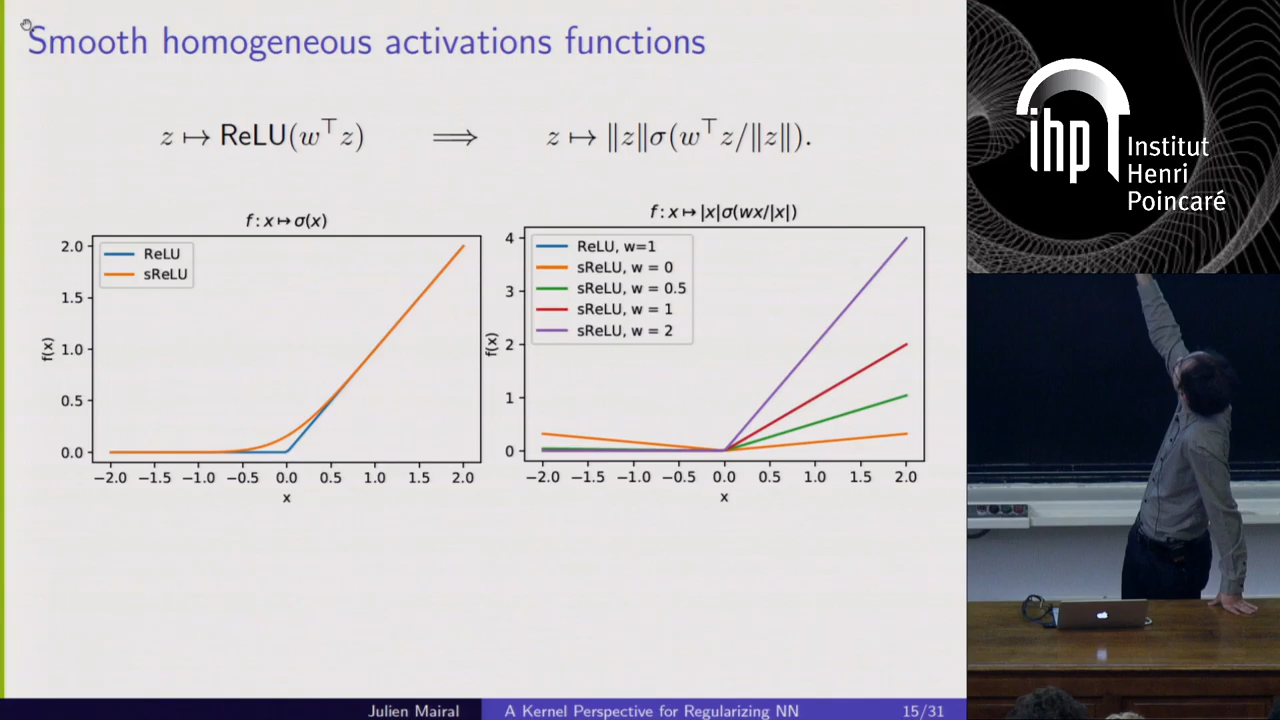 Smooth homogeneous activations functions
z ↦ ReLU(w⊤z) ⟹ z ↦ ‖z‖σ(w⊤z/‖z‖).
f : x ↦ σ(x)
ReLU
sReLU
2.0
1.5
1.0
0.5
0.0
f(x)
−2.0 −1.5 −1.0 −0.5 0.0 0.5 1.0 1.5 2.0
x
f : x ↦ |x|σ(wx/|x|)
ReLU, w=1
sReLU, w = 0
sReLU, w = 0.5
sReLU, w = 1
sReLU, w = 2
4
3
2
1
0
f(x)
−2.0 −1.5 −1.0 −0.5 0.0 0.5 1.0 1.5 2.0
x
Julien Mairal A Kernel Perspective for Regularizing NN 15/31
ihp Institut
Henri
Poincaré